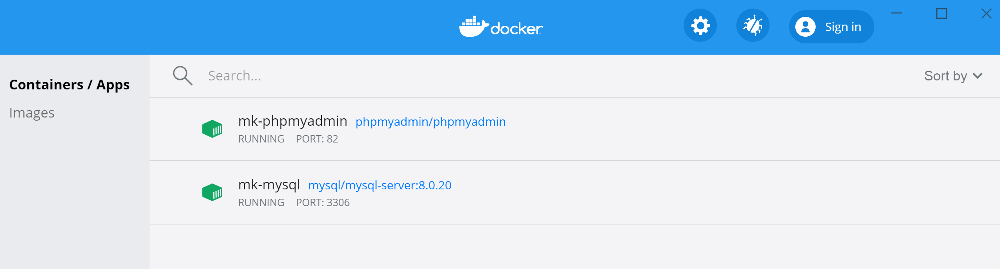 docker
Sign in
Containers / Apps
Images
Search...
Sort by
mk-phpmyadmin phpmyadmin/phpmyadmin
RUNNING PORT: 82
mk-mysql mysql/mysql-server:8.0.20
RUNNING PORT: 3306